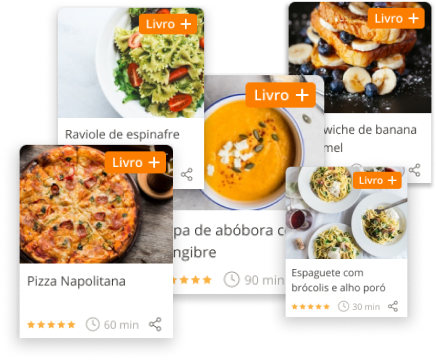 Livro +
Raviole de espinafre
Livro +
wiche de banana
mel
Livro +
pa de abóbora c
ngibre
90 min
Livro +
Pizza Napolitana
60 min
Livro +
Espaguete com
brócolis e alho poró
30 min